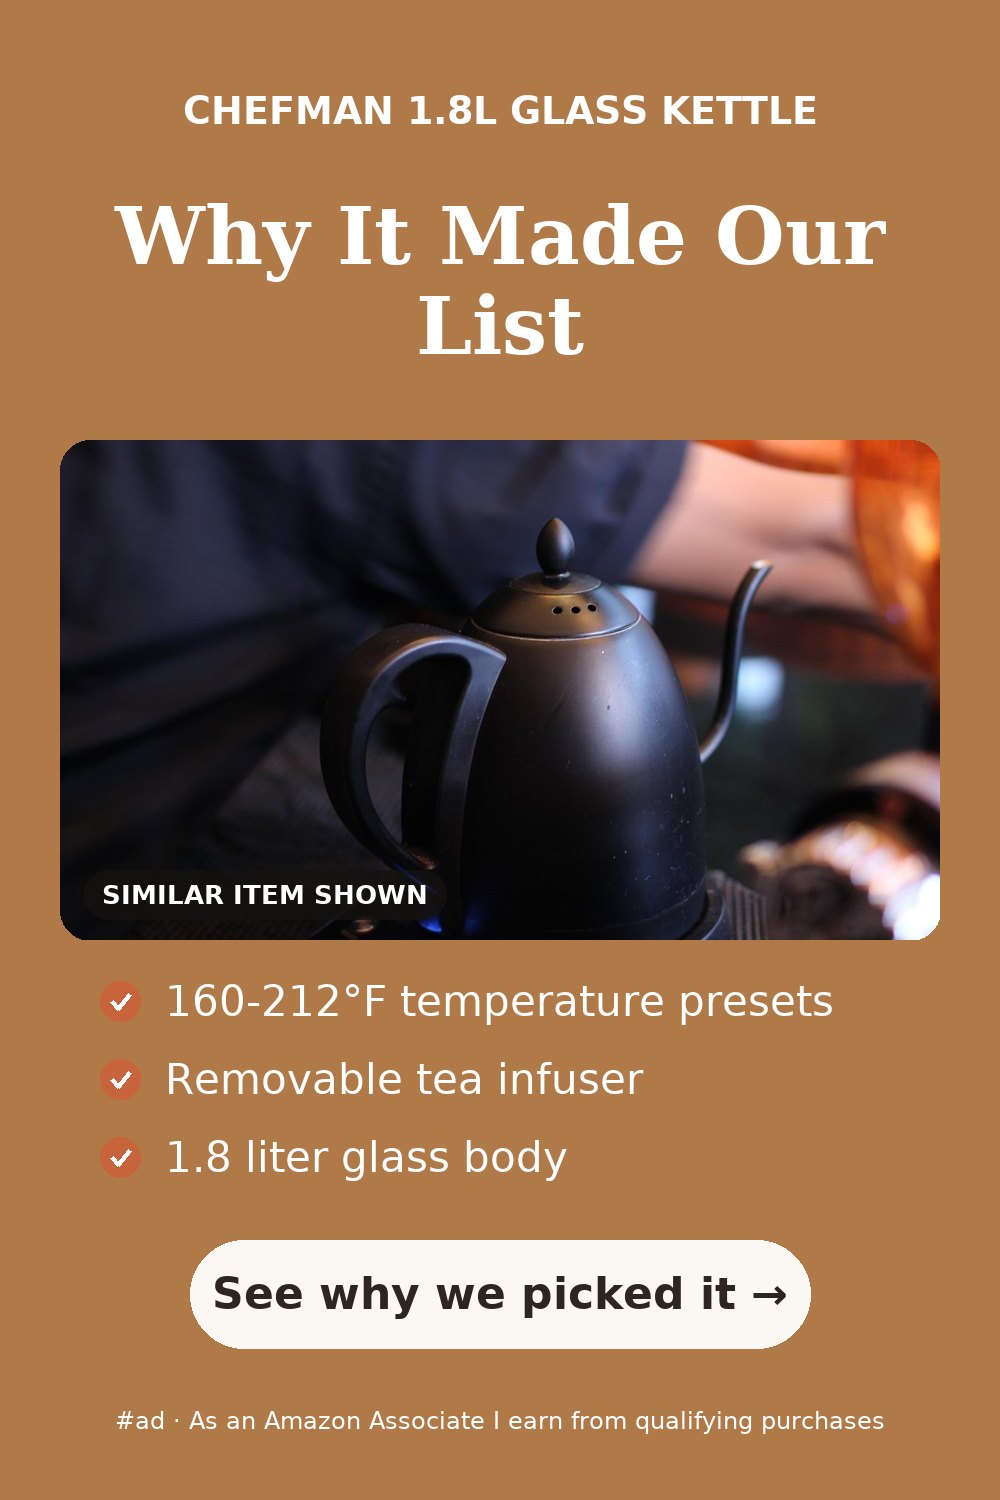 CHEFMAN 1.8L GLASS KETTLE
Why It Made Our
List
SIMILAR ITEM SHOWN
160-212°F temperature presets
Removable tea infuser
1.8 liter glass body
See why we picked it →
#ad · As an Amazon Associate I earn from qualifying purchases